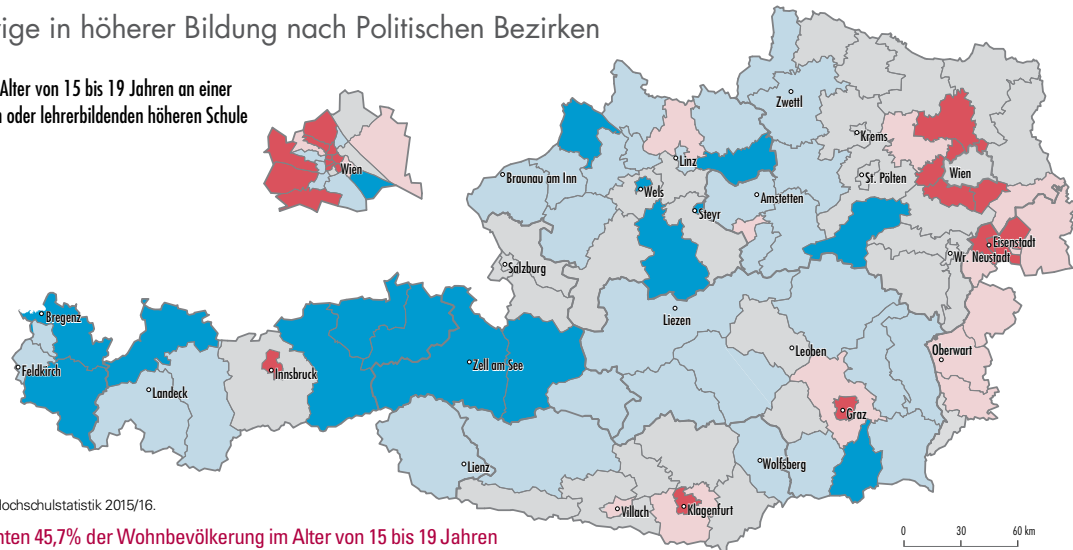 ige in höherer Bildung nach Politischen Bezirken
Alter von 15 bis 19 Jahren an einer
oder lehrerbildenden höheren Schule
Wien
Zwettl
Krems
Linz
Braunau am Inn
Wels
St. Pölten
Wien
Amstetten
Steyr
Eisenstadt
Wr. Neustadt
Salzburg
Bregenz
Liezen
Leoben
Oberwart
Feldkirch
Innsbruck
Zell am See
Landeck
Graz
Lienz
Wolfsberg
ochschulstatistik 2015/16.
Villach
Klagenfurt
nten 45,7% der Wohnbevölkerung im Alter von 15 bis 19 Jahren
0 30 60 km